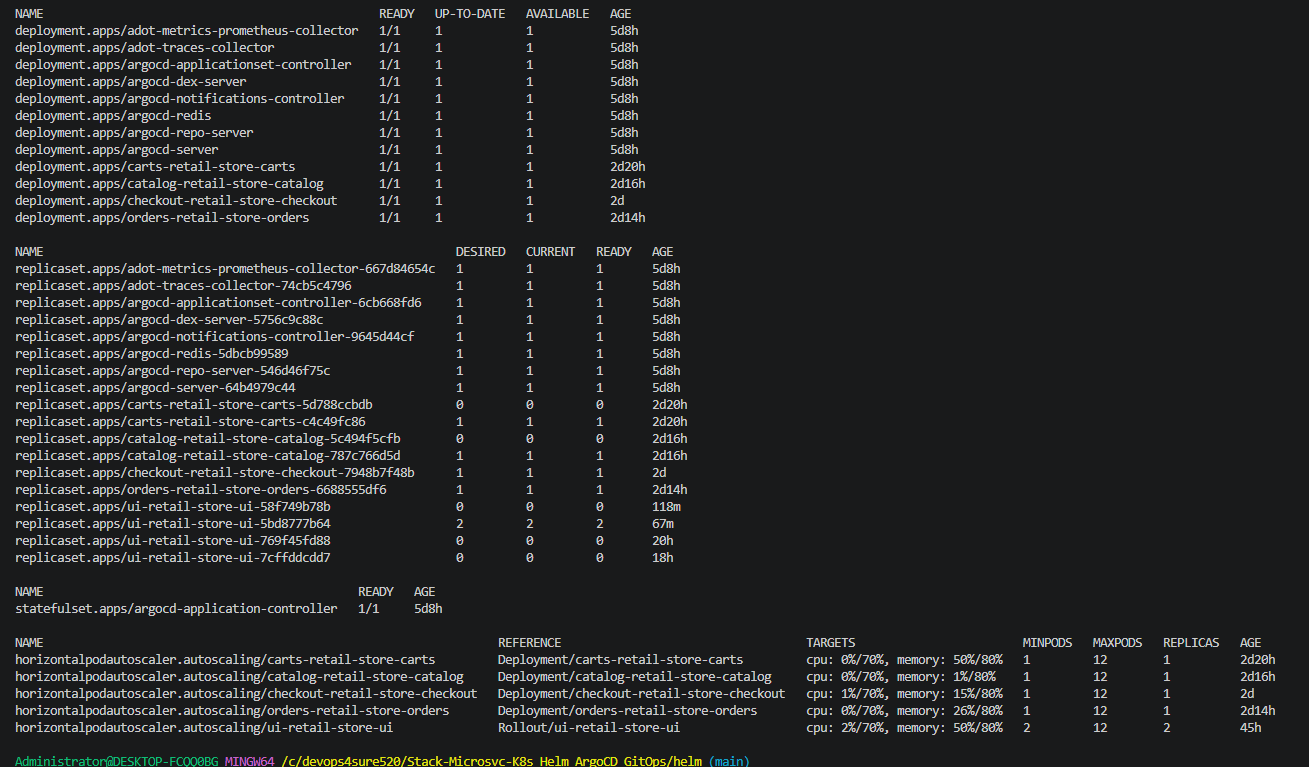 NAME READY UP-TO-DATE AVAILABLE AGE
deployment.apps/adot-metrics-prometheus-collector 1/1 1 1 5d8h
deployment.apps/adot-traces-collector 1/1 1 1 5d8h
deployment.apps/argocd-applicationset-controller 1/1 1 1 5d8h
deployment.apps/argocd-dex-server 1/1 1 1 5d8h
deployment.apps/argocd-notifications-controller 1/1 1 1 5d8h
deployment.apps/argocd-redis 1/1 1 1 5d8h
deployment.apps/argocd-repo-server 1/1 1 1 5d8h
deployment.apps/argocd-server 1/1 1 1 5d8h
deployment.apps/carts-retail-store-carts 1/1 1 1 2d20h
deployment.apps/catalog-retail-store-catalog 1/1 1 1 2d16h
deployment.apps/checkout-retail-store-checkout 1/1 1 1 2d
deployment.apps/orders-retail-store-orders 1/1 1 1 2d14h
NAME DESIRED CURRENT READY AGE
replicaset.apps/adot-metrics-prometheus-collector-667d84654c 1 1 1 5d8h
replicaset.apps/adot-traces-collector-74cb5c4796 1 1 1 5d8h
replicaset.apps/argocd-applicationset-controller-6cb668fd6 1 1 1 5d8h
replicaset.apps/argocd-dex-server-5756c9c88c 1 1 1 5d8h
replicaset.apps/argocd-notifications-controller-9645d44cf 1 1 1 5d8h
replicaset.apps/argocd-redis-5dbcb99589 1 1 1 5d8h
replicaset.apps/argocd-repo-server-546d46f75c 1 1 1 5d8h
replicaset.apps/argocd-server-64b4979c44 1 1 1 5d8h
replicaset.apps/carts-retail-store-carts-5d788ccbdb 0 0 0 2d20h
replicaset.apps/carts-retail-store-carts-c4c49fc86 1 1 1 2d20h
replicaset.apps/catalog-retail-store-catalog-5c494f5cfb 0 0 0 2d16h
replicaset.apps/catalog-retail-store-catalog-787c766d5d 1 1 1 2d16h
replicaset.apps/checkout-retail-store-checkout-7948b7f48b 1 1 1 2d
replicaset.apps/orders-retail-store-orders-6688555df6 1 1 1 2d14h
replicaset.apps/ui-retail-store-ui-58f749b78b 0 0 0 118m
replicaset.apps/ui-retail-store-ui-5bd8777b64 2 2 2 67m
replicaset.apps/ui-retail-store-ui-769f45fd88 0 0 0 20h
replicaset.apps/ui-retail-store-ui-7cffddcdd7 0 0 0 18h
NAME READY AGE
statefulset.apps/argocd-application-controller 1/1 5d8h
NAME REFERENCE TARGETS MINPODS MAXPODS REPLICAS AGE
horizontalpodautoscaler.autoscaling/carts-retail-store-carts Deployment/carts-retail-store-carts cpu: 0%/70%, memory: 50%/80% 1 12 1 2d20h
horizontalpodautoscaler.autoscaling/catalog-retail-store-catalog Deployment/catalog-retail-store-catalog cpu: 0%/70%, memory: 1%/80% 1 12 1 2d16h
horizontalpodautoscaler.autoscaling/checkout-retail-store-checkout Deployment/checkout-retail-store-checkout cpu: 1%/70%, memory: 15%/80% 1 12 1 2d
horizontalpodautoscaler.autoscaling/orders-retail-store-orders Deployment/orders-retail-store-orders cpu: 0%/70%, memory: 26%/80% 1 12 1 2d14h
horizontalpodautoscaler.autoscaling/ui-retail-store-ui Rollout/ui-retail-store-ui cpu: 2%/70%, memory: 50%/80% 2 12 2 45h
Administrator@DESKTOP-FCQQ0BG MINGW64 /c/devops4sure520/Stack-Microsvc-K8s Helm ArgoCD GitOps/helm (main)